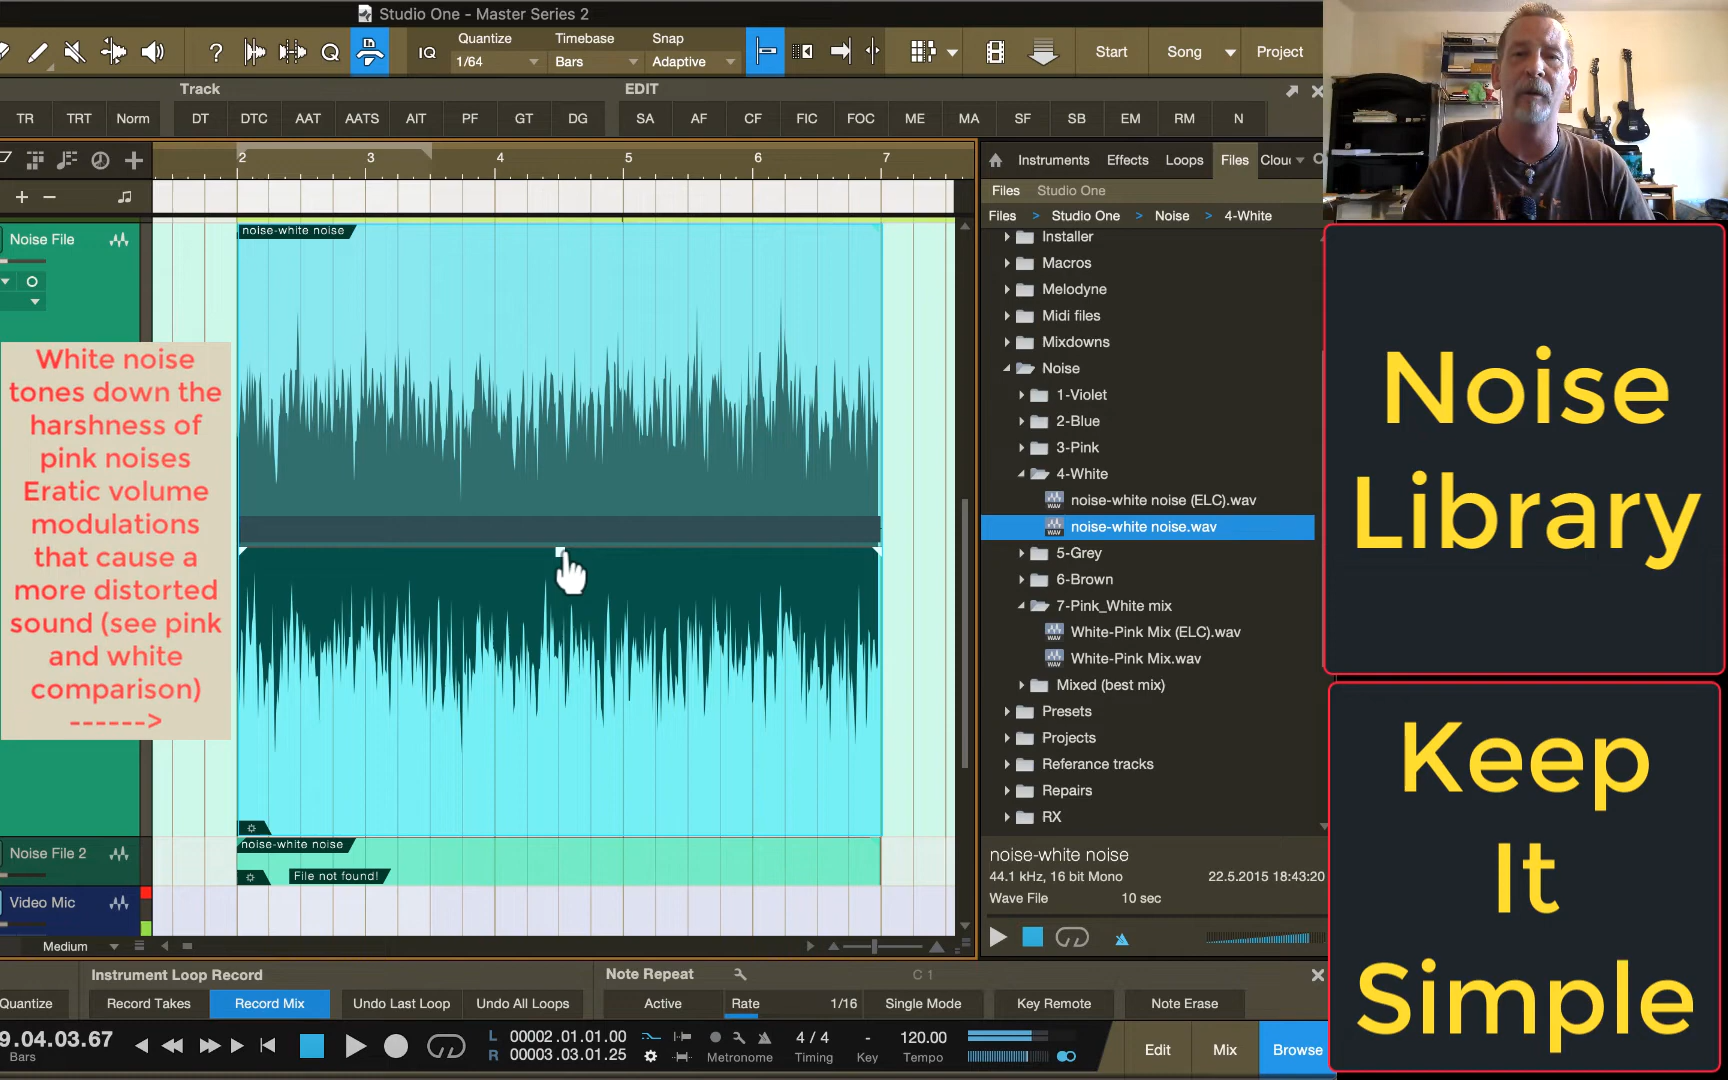 Studio One - Master Series 2
Quantize
Timebase
Snap
IQ
1/64
Bars
Adaptive
Start
Song
Project
Track
EDIT
TR
TRT
Norm
DT
DTC
AAT
AATS
AIT
PF
GT
DG
SA
AF
CF
FIC
FOC
ME
MA
SF
SB
EM
RM
N
2
3
4
5
6
7
Instruments
Effects
Loops
Files
Files
Studio One
Files > Studio One > Noise > 4-White
Noise File
noise-white noise
White noise
tones down the
harshness of
pink noises
Eratic volume
modulations
that cause a
more distorted
sound (see pink
and white
comparison)
------>
Installer
Macros
Melodyne
Midi files
Mixdowns
Noise
1-Violet
2-Blue
3-Pink
4-White
noise-white noise (ELC).wav
noise-white noise.wav
5-Grey
6-Brown
7-Pink_White mix
White-Pink Mix (ELC).wav
White-Pink Mix.wav
Mixed (best mix)
Presets
Projects
Referance tracks
Repairs
RX
Noise
Library
Keep
It
Simple
Noise File 2
noise-white noise
File not found!
Video Mic
Medium
noise-white noise
44.1 kHz, 16 bit Mono
22.5.2015 18:43:20
Wave File
10 sec
Instrument Loop Record
Note Repeat
C 1
Quantize
Record Takes
Record Mix
Undo Last Loop
Undo All Loops
Active
Rate
1/16
Single Mode
Key Remote
Note Erase
9.04.03.67
Bars
L 00002.01.01.00
R 00003.03.01.25
Metronome
4 / 4
Timing
-
Key
120.00
Tempo
Edit
Mix
Browse